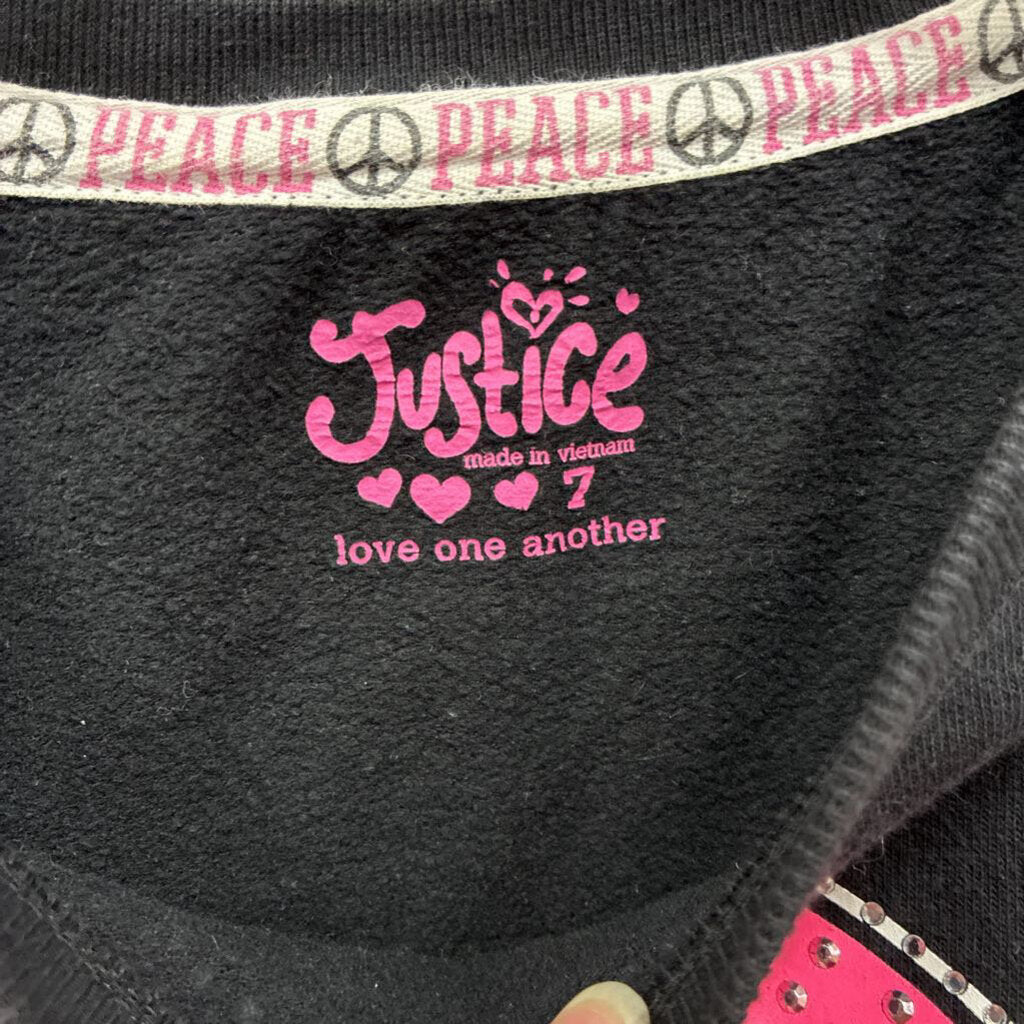 PEACE PEACE PEACE
Justice
made in vietnam
7
love one another